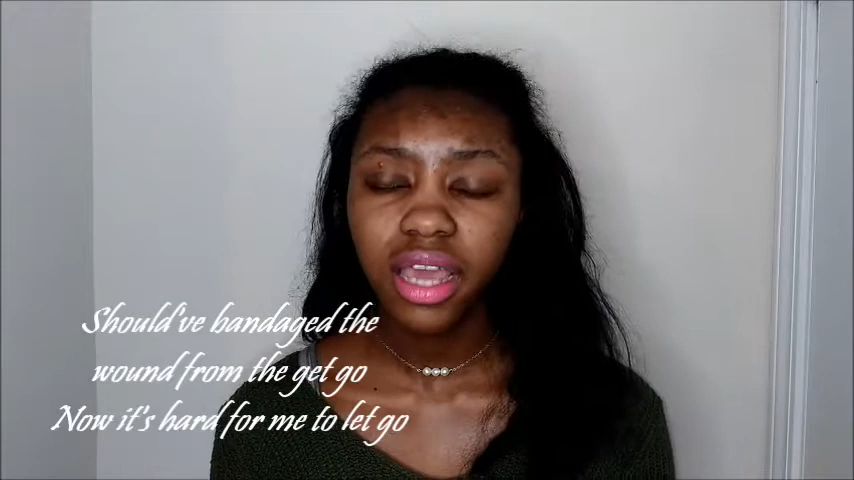 Should've bandaged the
wound from the get go
Now it's hard for me to let go